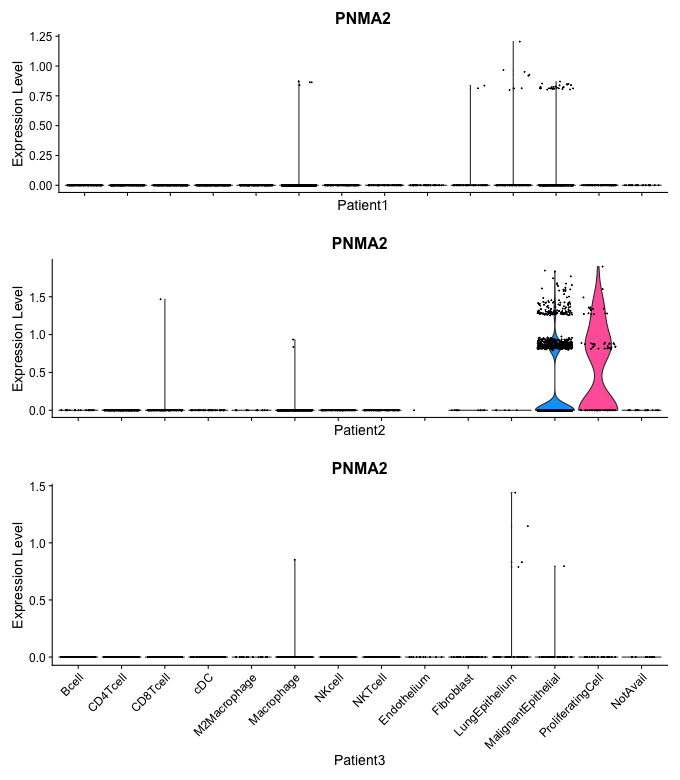 PNMA2
Expression Level
1.25
1.00
0.75
0.50
0.25
0.00
Patient1
PNMA2
Expression Level
1.5
1.0
0.5
0.0
Patient2
PNMA2
Expression Level
1.5
1.0
0.5
0.0
Bcell
CD4Tcell
CD8Tcell
cDC
M2Macrophage
Macrophage
NKcell
NKTcell
Endothelium
Fibroblast
LungEpithelium
MalignantEpithelial
ProliferatingCell
NotAvail
Patient3